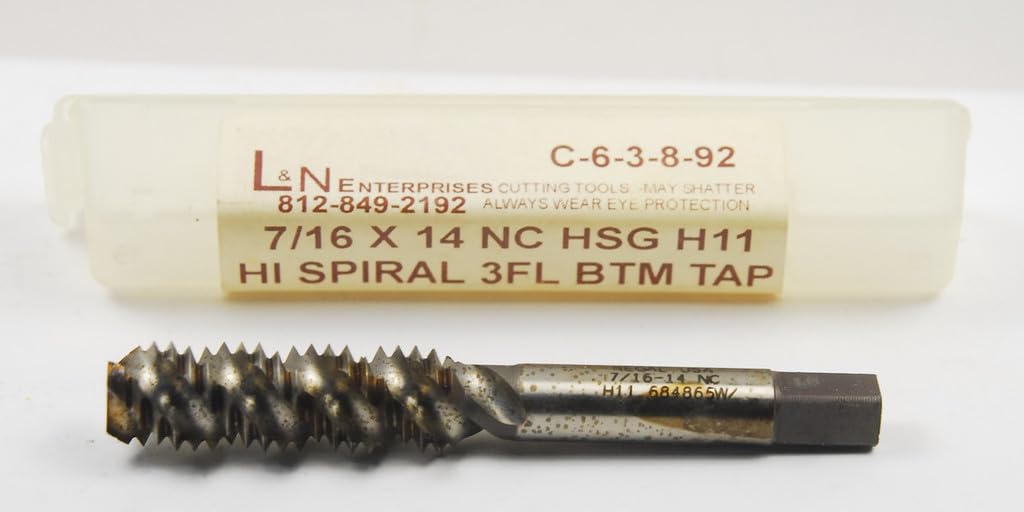 C-6-3-8-92
L&N ENTERPRISES CUTTING TOOLS -MAY SHATTER
812-849-2192 ALWAYS WEAR EYE PROTECTION
7/16 X 14 NC HSG H11
HI SPIRAL 3FL BTM TAP
USA
7/16-14 NC
H11 684865W/